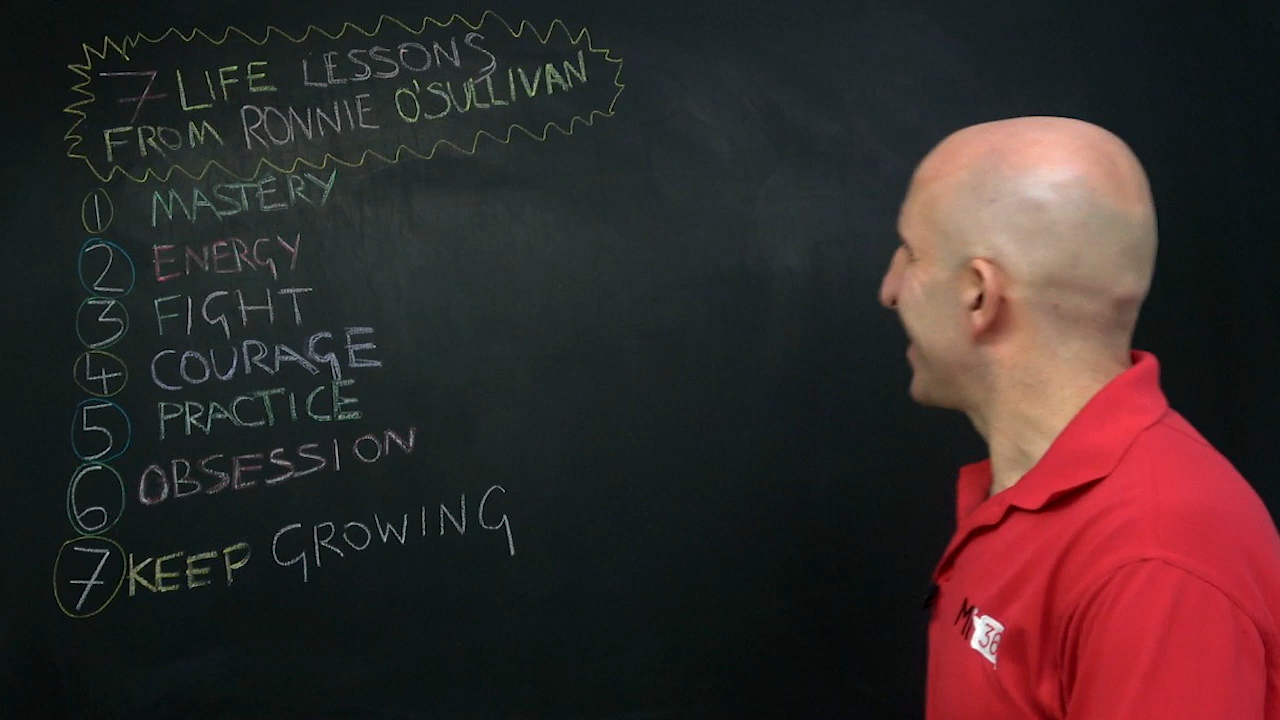 7 LIFE LESSONS
FROM RONNIE O'SULLIVAN
1 MASTERY
2 ENERGY
3 FIGHT
4 COURAGE
5 PRACTICE
6 OBSESSION
7 KEEP GROWING
36